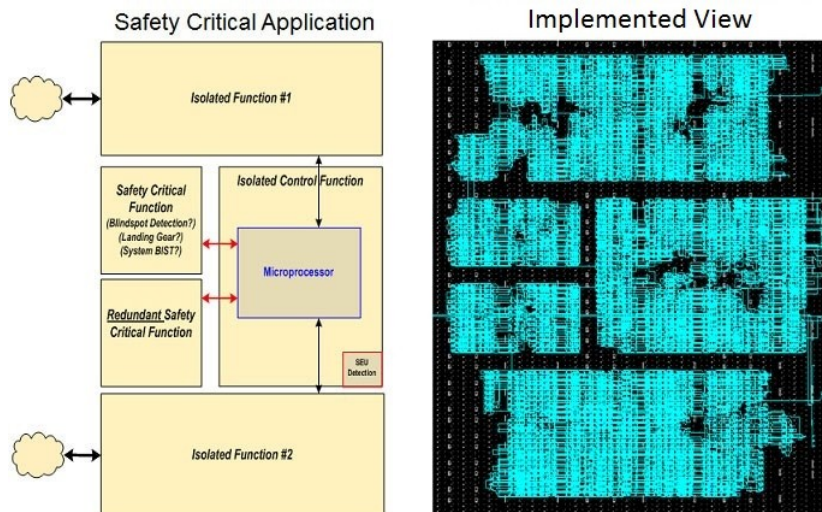 Safety Critical Application
Implemented View
Isolated Function #1
Safety Critical
Function
(Blindspot Detection?)
(Landing Gear?)
(System BIST?)
Isolated Control Function
Microprocessor
Redundant Safety
Critical Function
SEU
Detection
Isolated Function #2